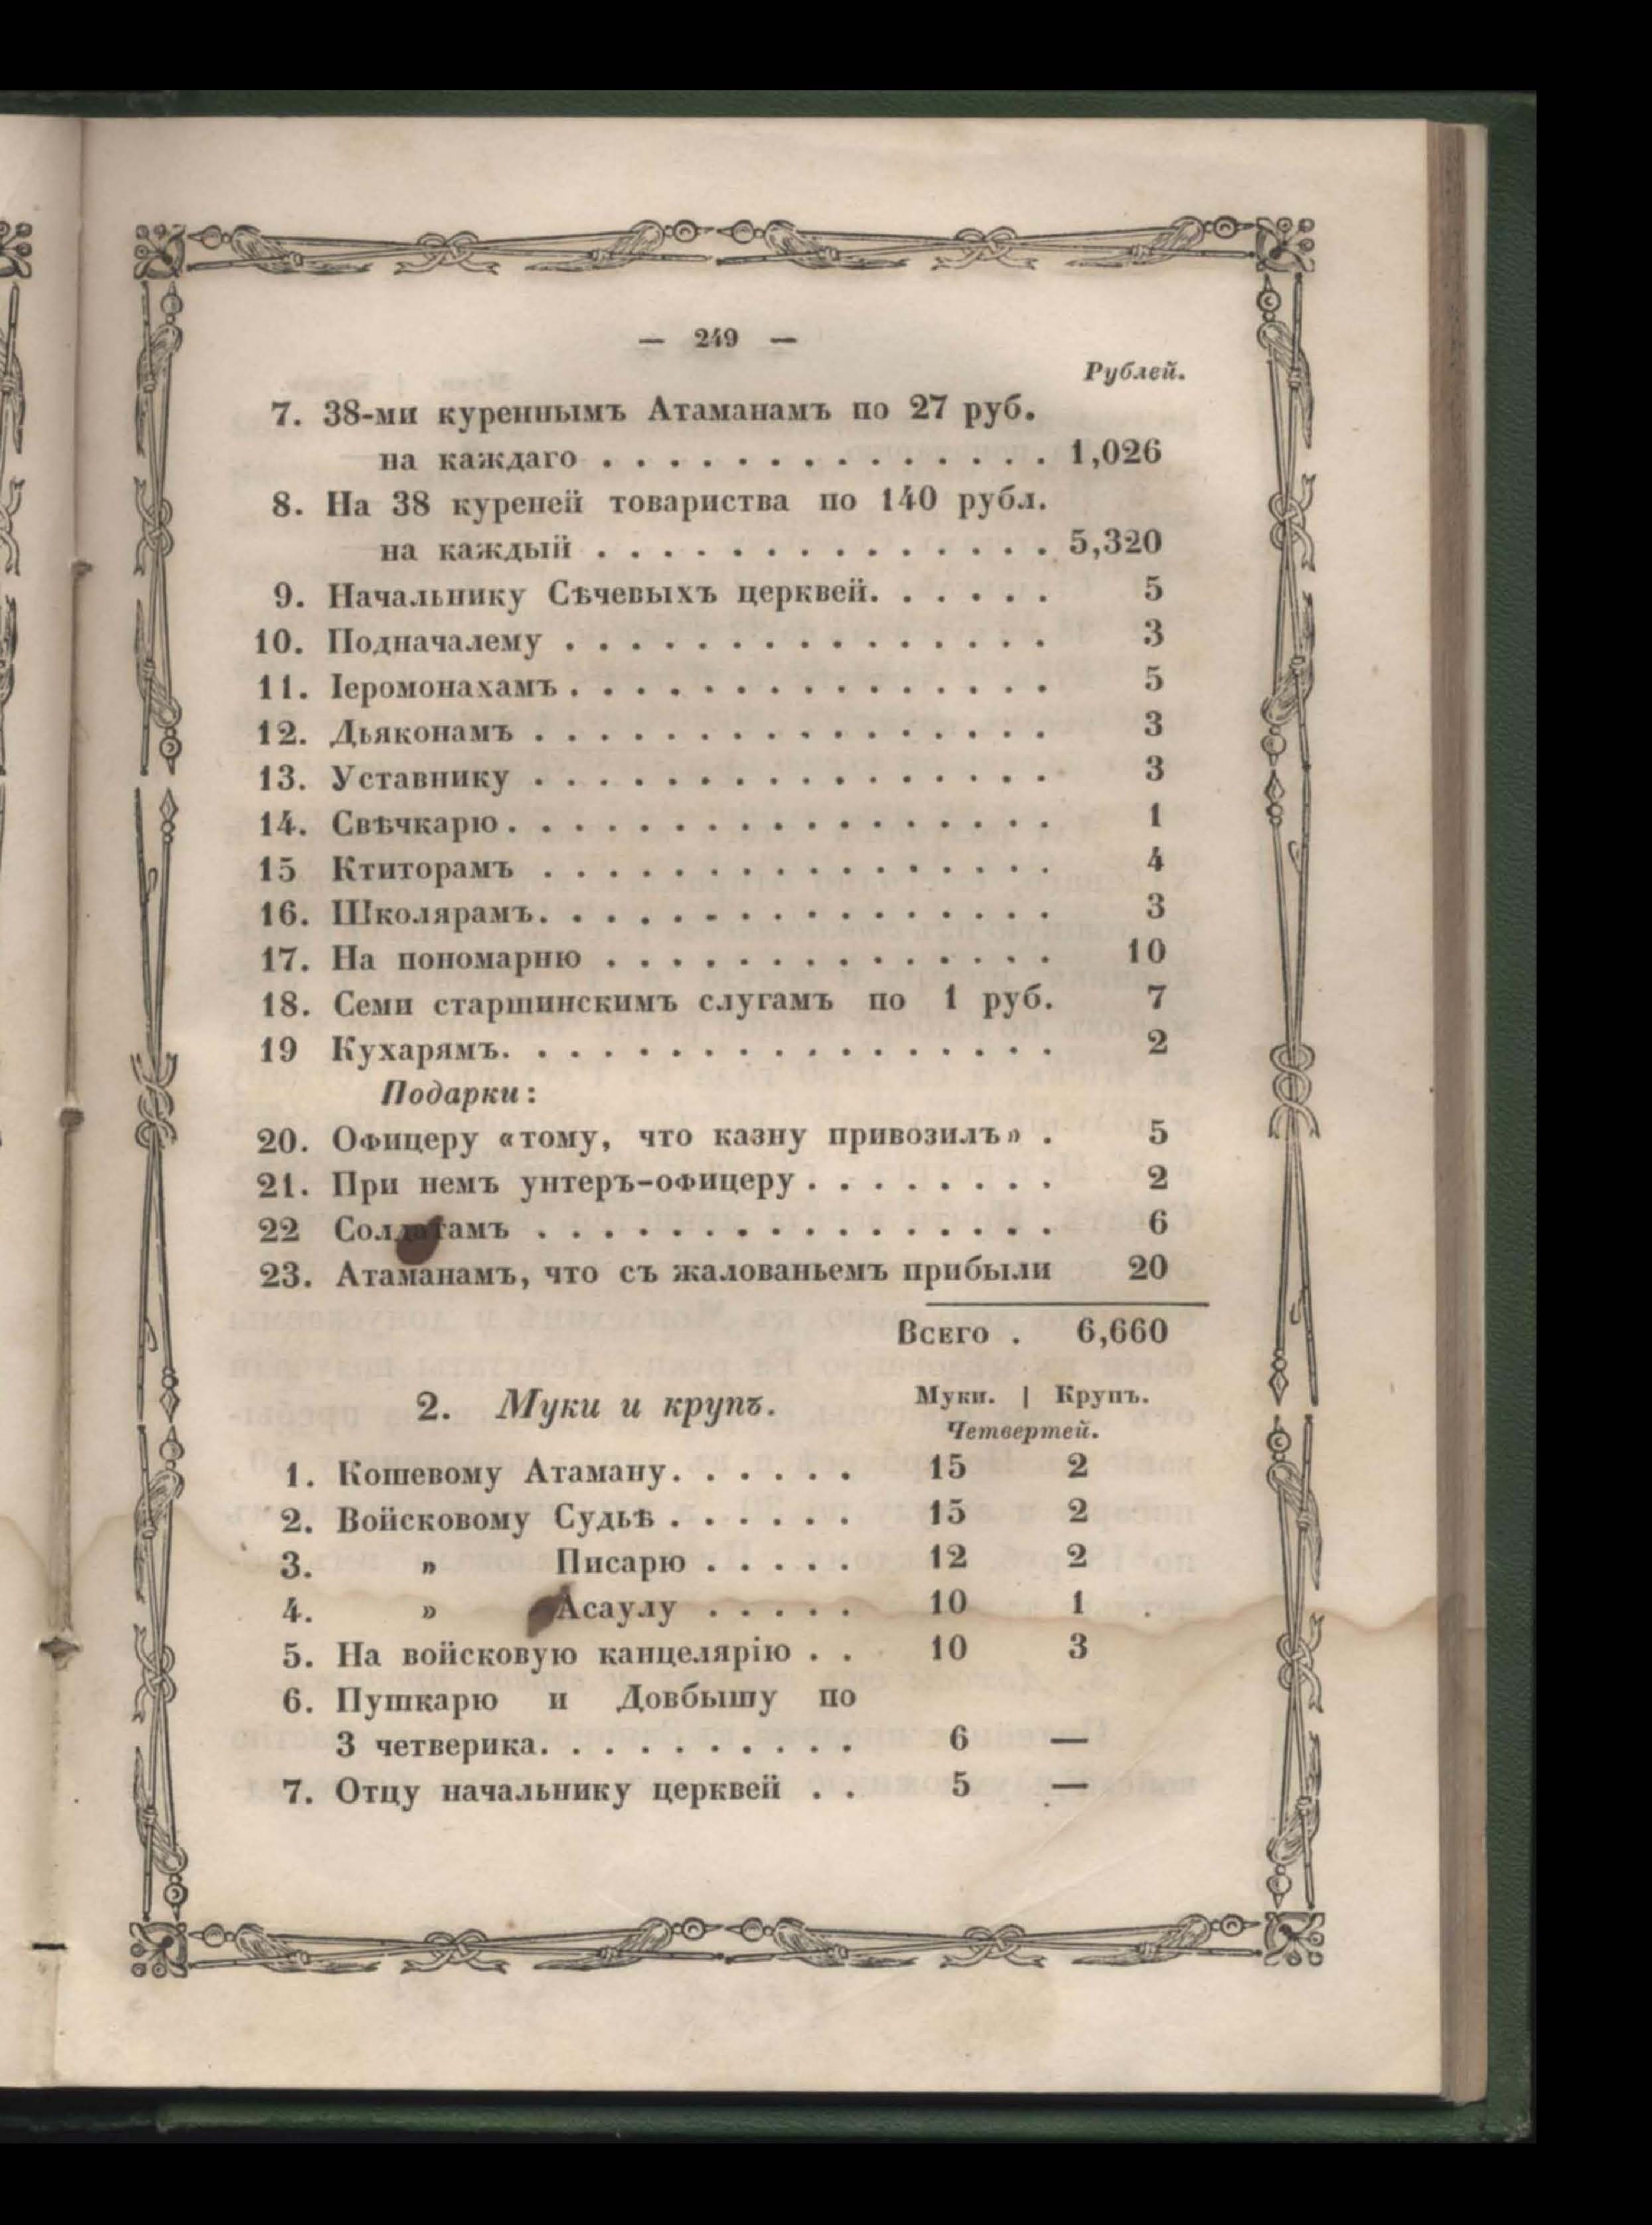 — 249 —
Рублей.
7. 38-ми куреннымъ Атаманамъ по 27 руб.
на каждаго . . . . . . . . . . . . . . 1,026
8. На 38 куреней товариства по 140 рубл.
на каждый . . . . . . . . . . . . . . 5,320
9. Начальнику Сѣчевыхъ церквей. . . . . . 5
10. Подначалему . . . . . . . . . . . . . . . 3
11. Іеромонахамъ . . . . . . . . . . . . . . . 5
12. Дьяконамъ . . . . . . . . . . . . . . . . 3
13. Уставнику . . . . . . . . . . . . . . . . 3
14. Свѣчкарю . . . . . . . . . . . . . . . . . 1
15 Ктиторамъ . . . . . . . . . . . . . . . . 4
16. Школярамъ. . . . . . . . . . . . . . . . 3
17. На пономарню . . . . . . . . . . . . . . 10
18. Семи старшинскимъ слугамъ по 1 руб. 7
19 Кухарямъ. . . . . . . . . . . . . . . . . 2
Подарки:
20. Офицеру «тому, что казну привозилъ» . 5
21. При немъ унтеръ-офицеру . . . . . . . . 2
22 Солдатамъ . . . . . . . . . . . . . . . . 6
23. Атаманамъ, что съ жалованьемъ прибыли 20
Всего . 6,660
2. Муки и крупъ. Муки. | Крупъ.
Четвертей.
1. Кошевому Атаману. . . . . . 15 2
2. Войсковому Судьѣ . . . . . . 15 2
3. » Писарю . . . . . 12 2
4. » Асаулу . . . . . 10 1
5. На войсковую канцелярію . . 10 3
6. Пушкарю и Довбышу по
3 четверика. . . . . . . . . . 6 —
7. Отцу начальнику церквей . . 5 —